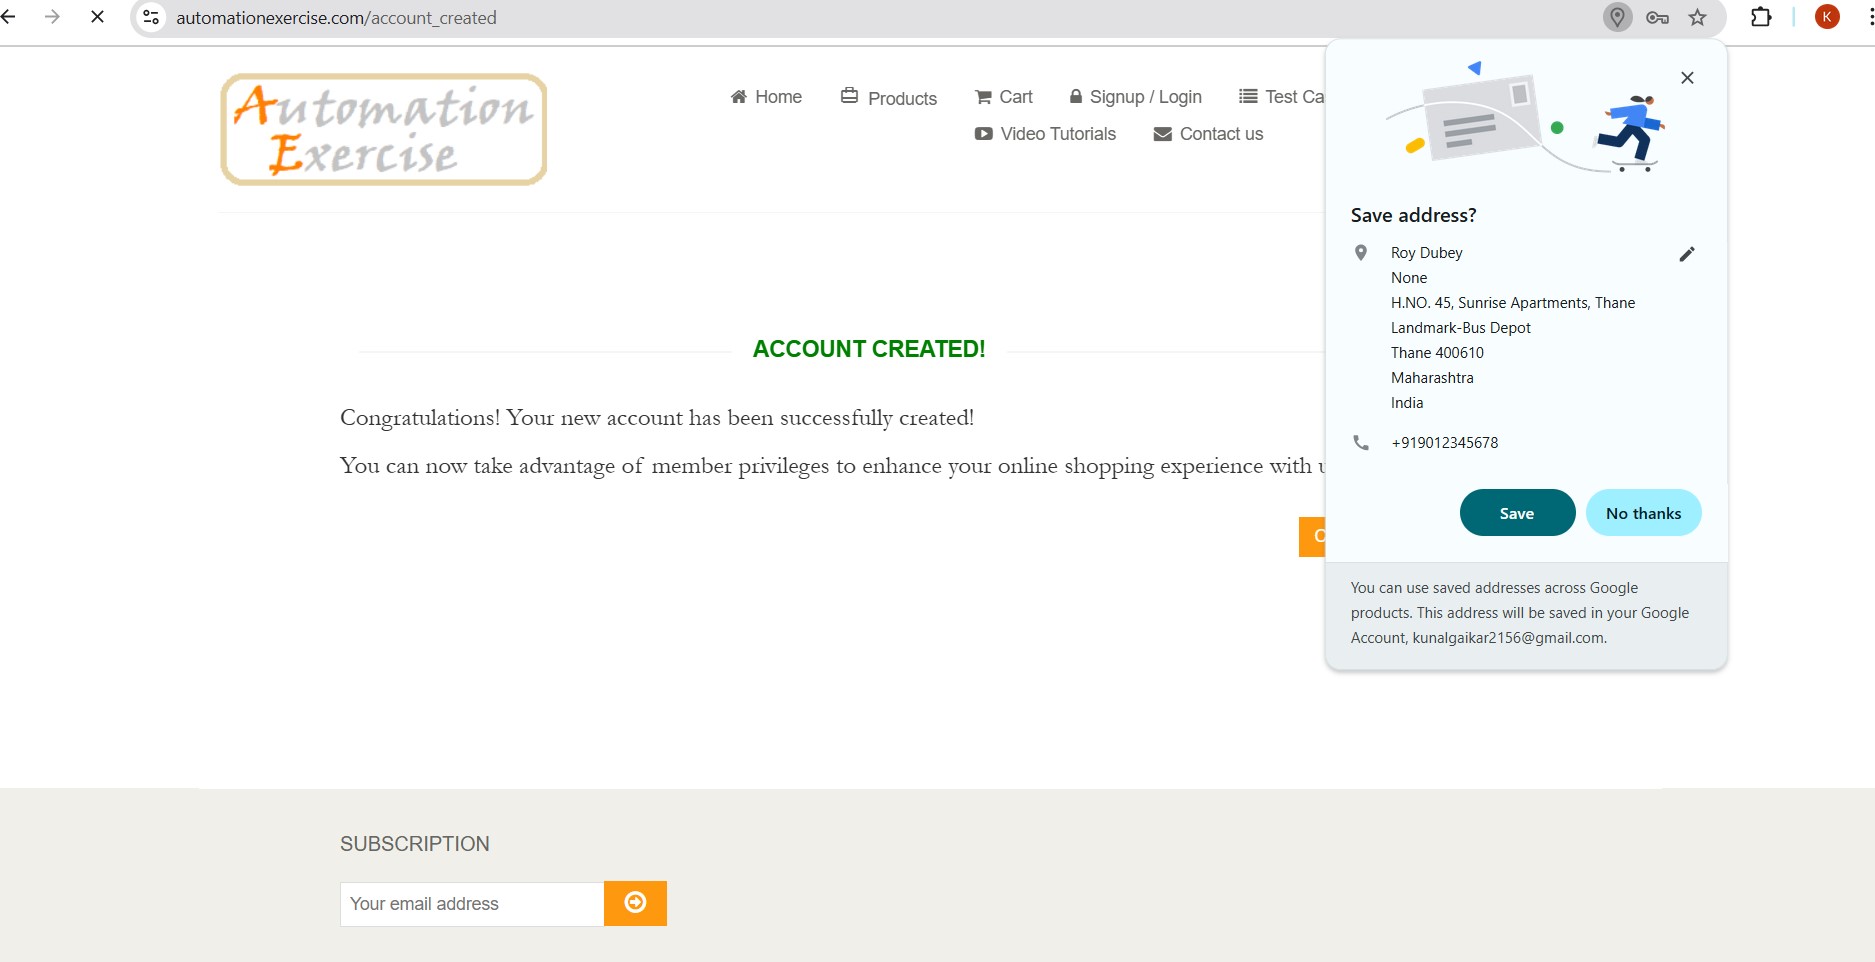 automationexercise.com/account_created
K
Automation
Exercise
Home
Products
Cart
Signup / Login
Test Ca
Video Tutorials
Contact us
ACCOUNT CREATED!
Congratulations! Your new account has been successfully created!
You can now take advantage of member privileges to enhance your online shopping experience with u
C
Save address?
Roy Dubey
None
H.NO. 45, Sunrise Apartments, Thane
Landmark-Bus Depot
Thane 400610
Maharashtra
India
+919012345678
Save
No thanks
You can use saved addresses across Google
products. This address will be saved in your Google
Account, kunalgaikar2156@gmail.com.
SUBSCRIPTION
Your email address